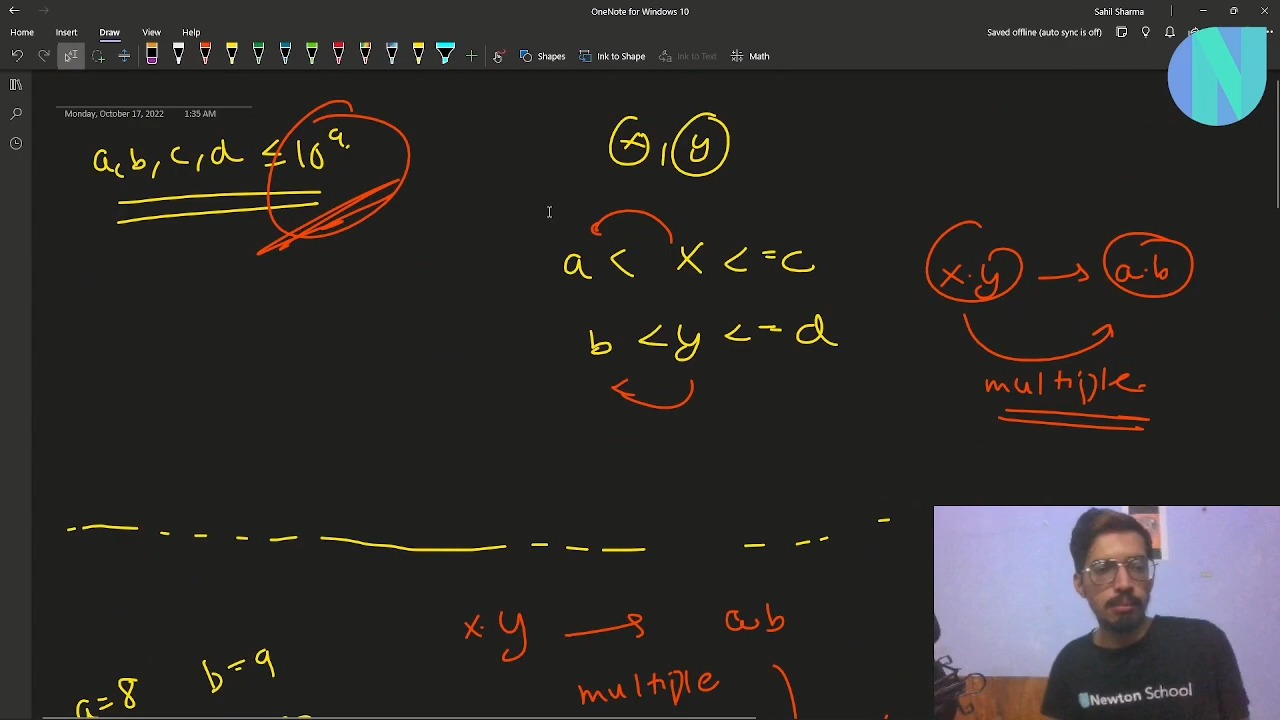 OneNote for Windows 10
Sahil Sharma
Home Insert Draw View Help
Saved offline (auto sync is off)
Shapes Ink to Shape Ink to Text Math
Monday, October 17, 2022 1:35 AM
a, b, c, d ≤ 10^9
x, y
a < x <= c
b < y <= d
x.y → a.b
multiple
x.y → a.b
multiple
a=8 b=9
Newton School